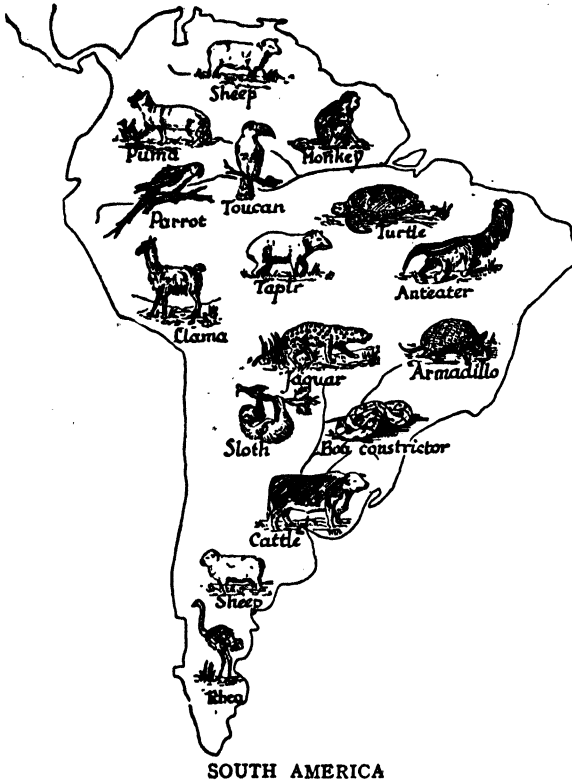 Sheep
Puma
Monkey
Toucan
Parrot
Turtle
Tapir
Anteater
Llama
Jaguar
Armadillo
Sloth
Boa constrictor
Cattle
Sheep
Rhea
SOUTH AMERICA